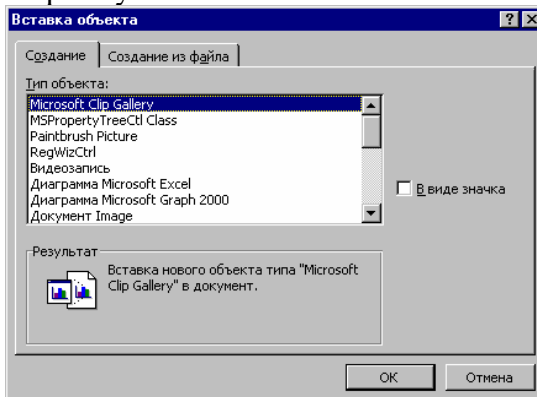 Вставка объекта
Создание
Создание из файла
Тип объекта:
Microsoft Clip Gallery
MSPropertyTreeCtl Class
Paintbrush Picture
RegWizCtrl
Видеозапись
Диаграмма Microsoft Excel
Диаграмма Microsoft Graph 2000
Документ Image
В виде значка
Результат
Вставка нового объекта типа "Microsoft
Clip Gallery" в документ.
ОК
Отмена